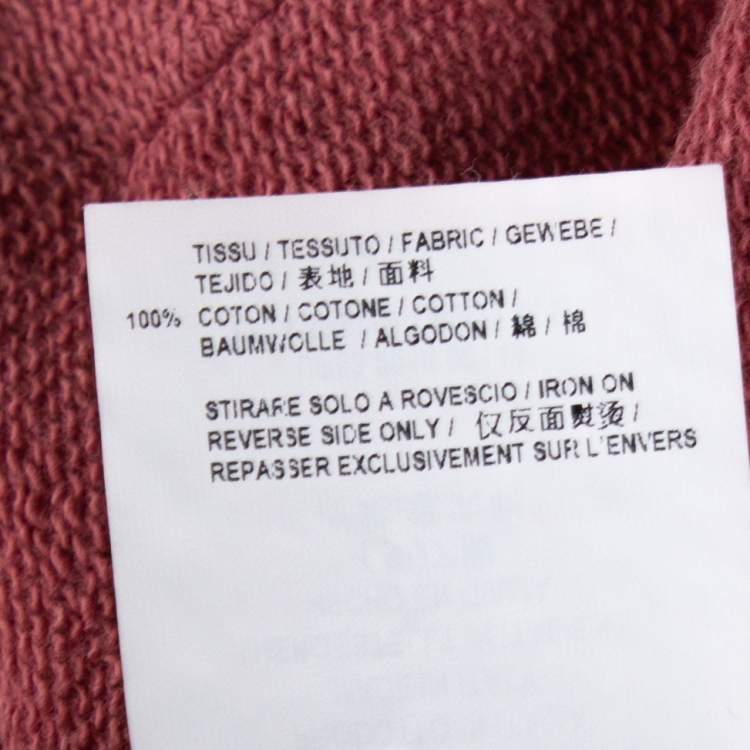 TISSU / TESSUTO / FABRIC / GEWEBE /
TEJIDO / 表地 / 面料
100% COTON / COTONE / COTTON /
BAUMWOLLE / ALGODON / 綿 / 棉
STIRARE SOLO A ROVESCIO / IRON ON
REVERSE SIDE ONLY / 仅反面熨烫 /
REPASSER EXCLUSIVEMENT SUR L'ENVERS